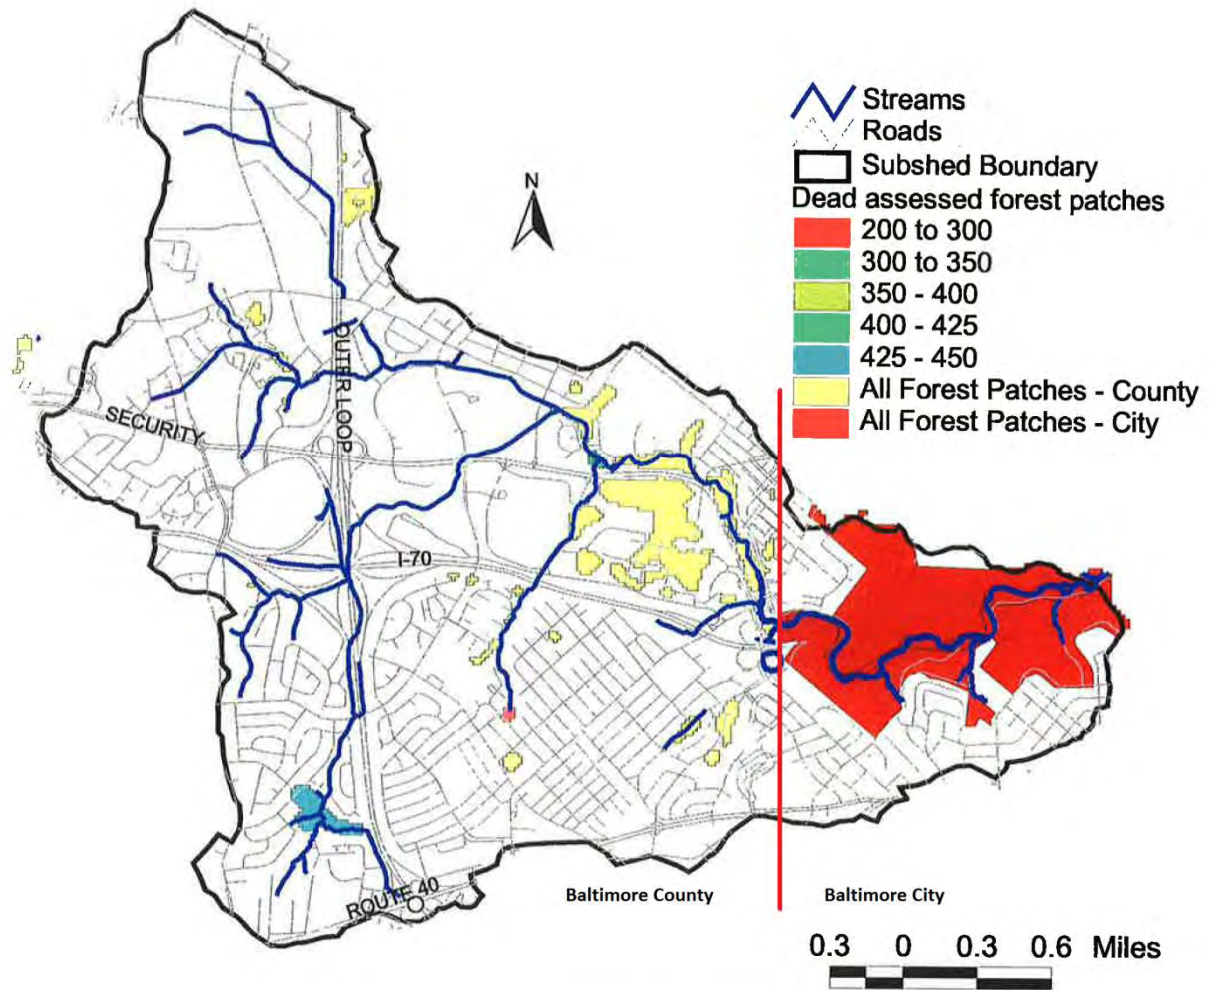 Streams
Roads
Subshed Boundary
Dead assessed forest patches
200 to 300
300 to 350
350 - 400
400 - 425
425 - 450
All Forest Patches - County
All Forest Patches - City
N
OUTER LOOP
SECURITY
I-70
ROUTE 40
Baltimore County
Baltimore City
0.3 0 0.3 0.6 Miles